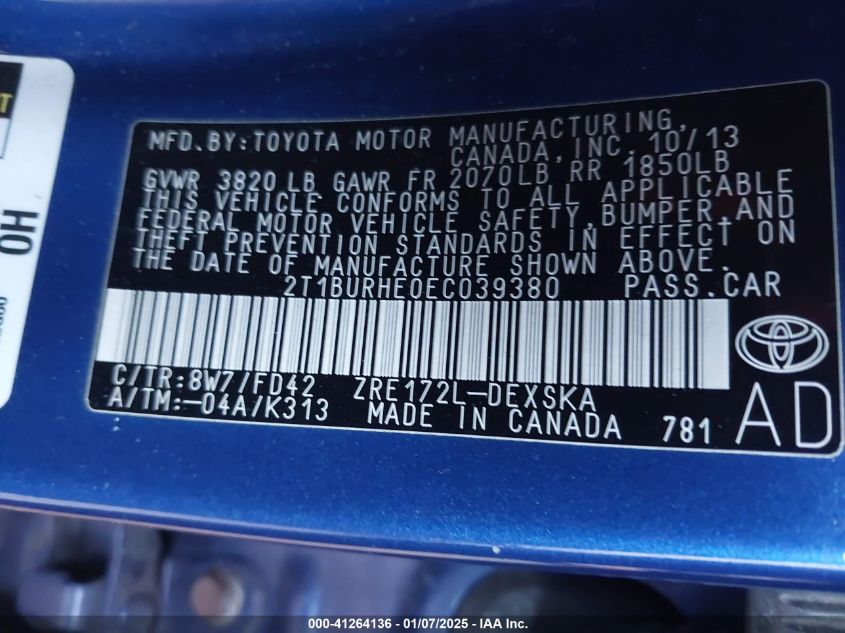 MFD.BY:TOYOTA MOTOR MANUFACTURING,
CANADA,INC. 10/13
GVWR 3820 LB GAWR FR 2070LB RR 1850LB
THIS VEHICLE CONFORMS TO ALL APPLICABLE
FEDERAL MOTOR VEHICLE SAFETY,BUMPER,AND
THEFT PREVENTION STANDARDS IN EFFECT ON
THE DATE OF MANUFACTURE SHOWN ABOVE.
2T1BURHE0EC039380 PASS.CAR
C/TR:8W7/FD42 ZRE172L-DEXSKA
A/TM:-04A/K313 MADE IN CANADA 781
AD
OH
000-41264136 - 01/07/2025 - IAA Inc.